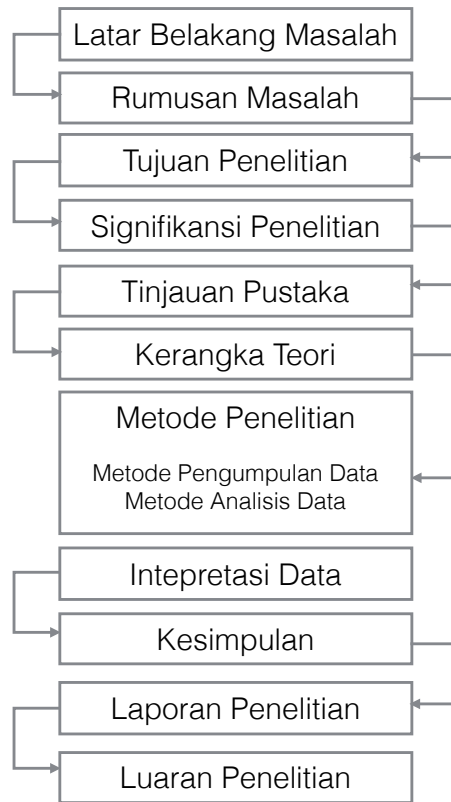 Latar Belakang Masalah
Rumusan Masalah
Tujuan Penelitian
Signifikansi Penelitian
Tinjauan Pustaka
Kerangka Teori
Metode Penelitian
Metode Pengumpulan Data
Metode Analisis Data
Intepretasi Data
Kesimpulan
Laporan Penelitian
Luaran Penelitian